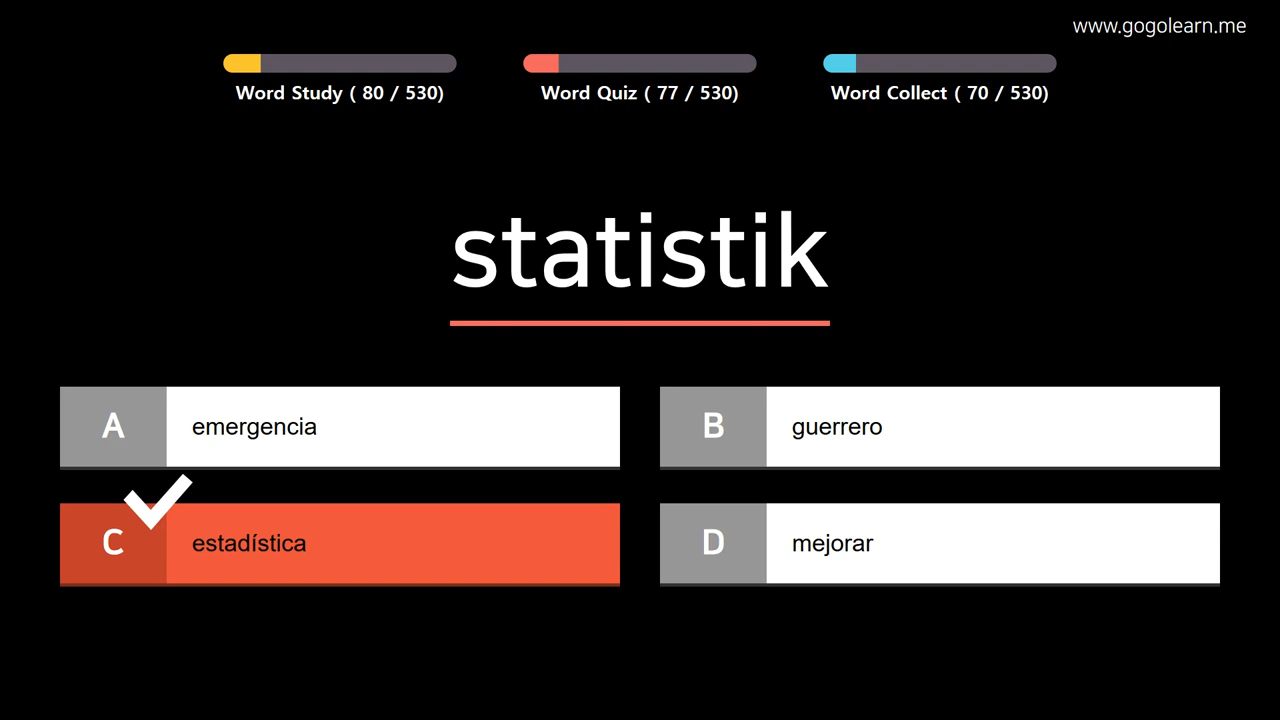 www.gogolearn.me
Word Study ( 80 / 530)
Word Quiz ( 77 / 530)
Word Collect ( 70 / 530)
statistik
A emergencia
B guerrero
C estadística
D mejorar